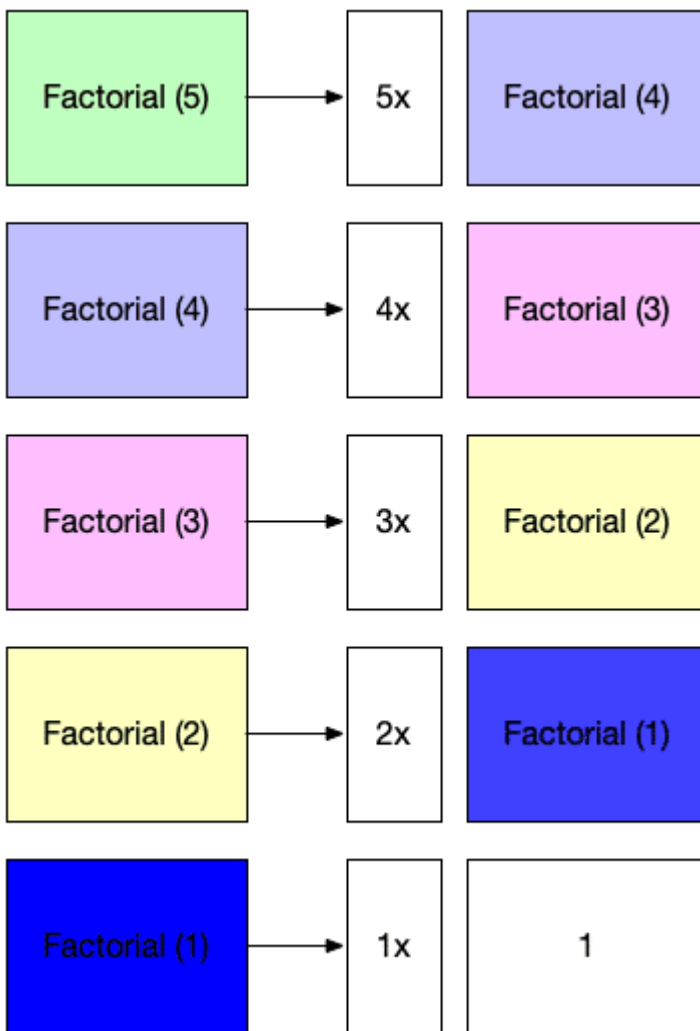 Factorial (5) 5x Factorial (4)
Factorial (4) 4x Factorial (3)
Factorial (3) 3x Factorial (2)
Factorial (2) 2x Factorial (1)
Factorial (1) 1x 1